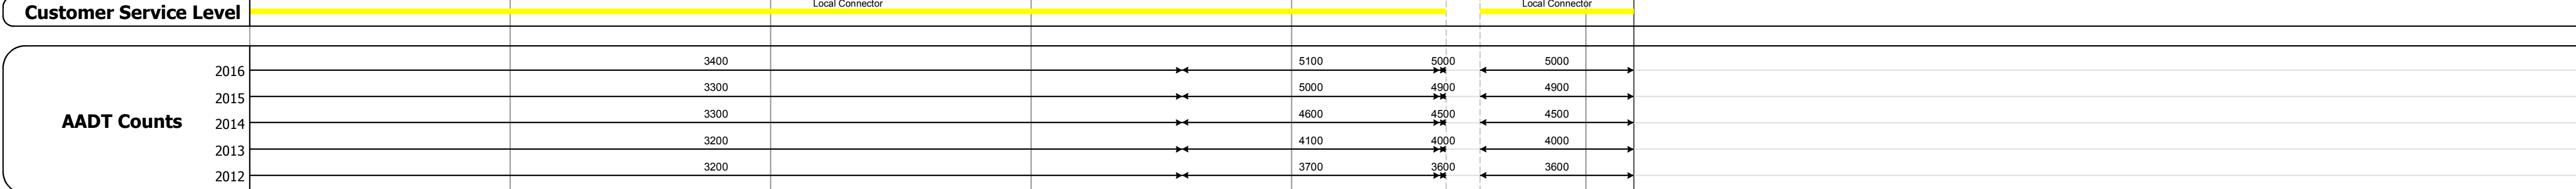 Local Connector Local Connector
Customer Service Level
AADT Counts
2016 3400 5100 5000 5000
2015 3300 5000 4900 4900
2014 3300 4600 4500 4500
2013 3200 4100 4000 4000
2012 3200 3700 3600 3600